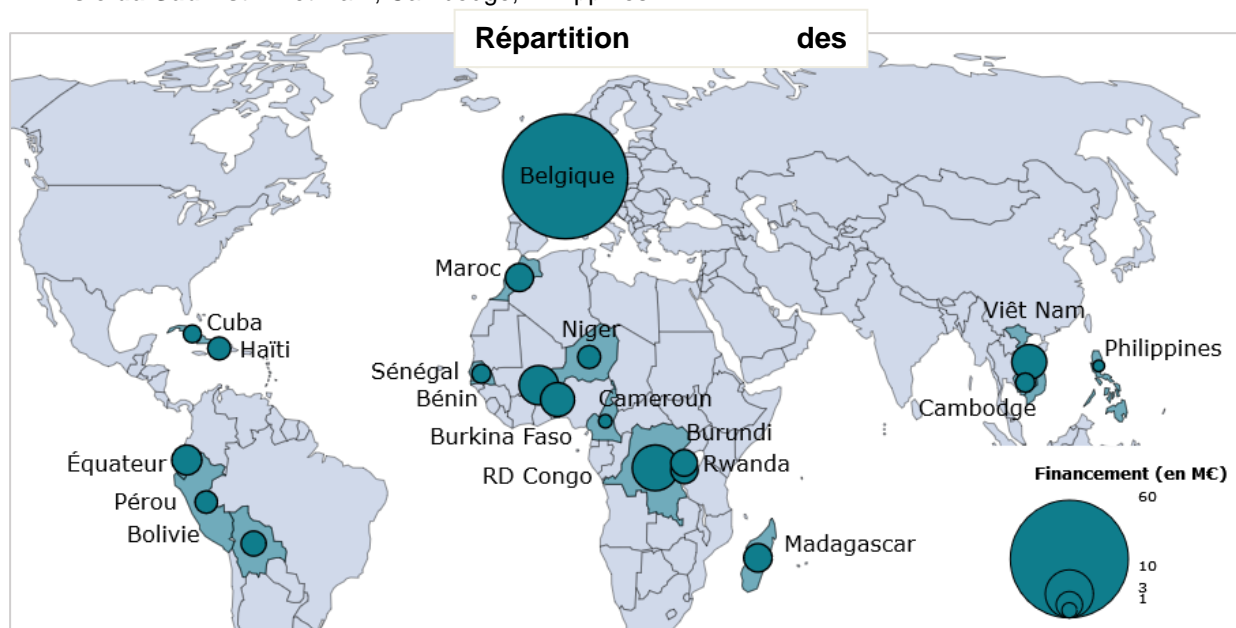 Répartition des
Belgique
Maroc
Cuba
Haïti
Niger
Viêt Nam
Philippines
Sénégal
Bénin
Cameroun
Cambodge
Burkina Faso
Burundi
Équateur
RD Congo
Rwanda
Pérou
Bolivie
Madagascar
Financement (en M€)
60
10
3
1